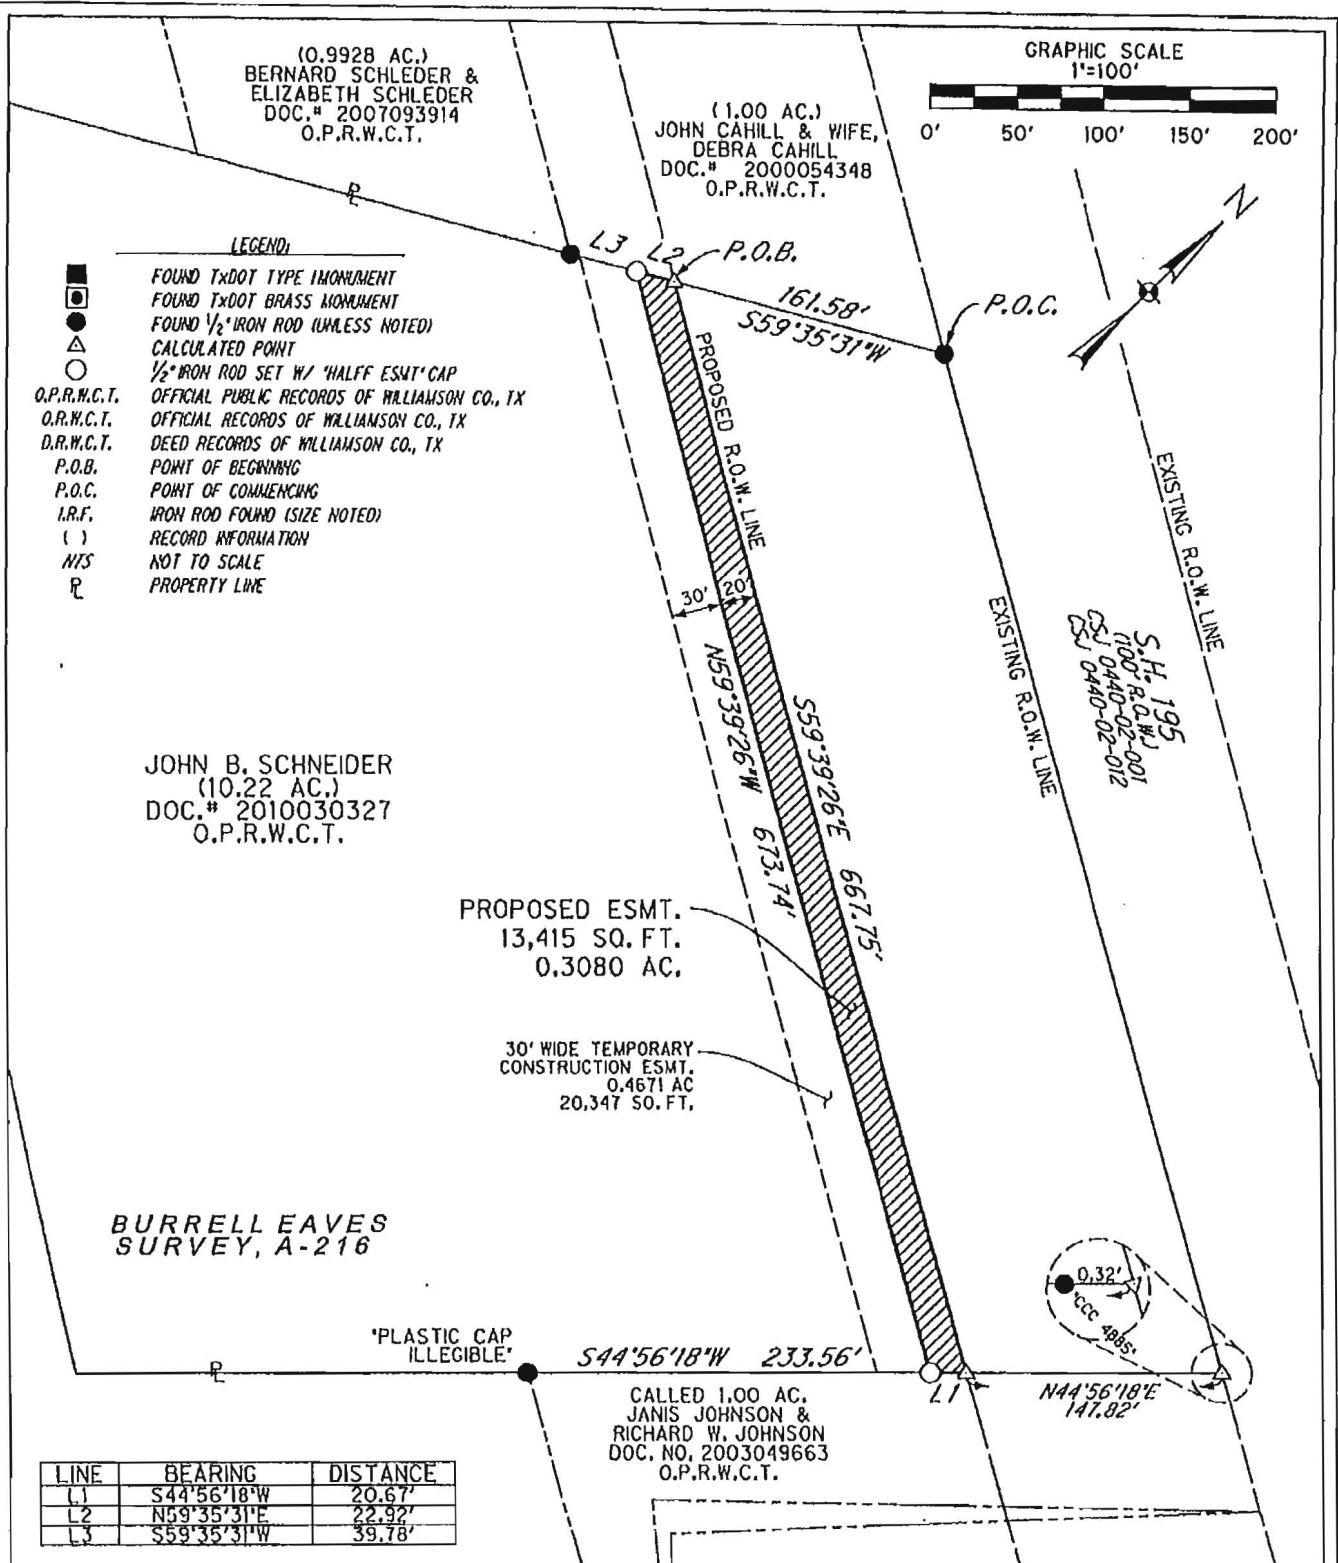 (0.9928 AC.)
BERNARD SCHLEDER &
ELIZABETH SCHLEDER
DOC.# 2007093914
O.P.R.W.C.T.
(1.00 AC.)
JOHN CAHILL & WIFE,
DEBRA CAHILL
DOC.# 2000054348
O.P.R.W.C.T.
GRAPHIC SCALE
1"=100'
0' 50' 100' 150' 200'
N
LEGEND:
FOUND TxDOT TYPE I MONUMENT
FOUND TxDOT BRASS MONUMENT
FOUND 1/2" IRON ROD (UNLESS NOTED)
CALCULATED POINT
1/2" IRON ROD SET W/ "HALFF ESMT" CAP
O.P.R.W.C.T. OFFICIAL PUBLIC RECORDS OF WILLIAMSON CO., TX
O.R.W.C.T. OFFICIAL RECORDS OF WILLIAMSON CO., TX
D.R.W.C.T. DEED RECORDS OF WILLIAMSON CO., TX
P.O.B. POINT OF BEGINNING
P.O.C. POINT OF COMMENCING
I.R.F. IRON ROD FOUND (SIZE NOTED)
( ) RECORD INFORMATION
NTS NOT TO SCALE
PL PROPERTY LINE
PL
L3 L2
P.O.B.
161.58'
S59°35'31"W
P.O.C.
PROPOSED R.O.W. LINE
EXISTING R.O.W. LINE
EXISTING R.O.W. LINE
S.H. 195
(100' R.O.W.)
CSJ 0440-02-001
CSJ 0440-02-012
30' 20'
N59°39'26"W 673.74'
S59°39'26"E 667.75'
JOHN B. SCHNEIDER
(10.22 AC.)
DOC.# 2010030327
O.P.R.W.C.T.
PROPOSED ESMT.
13,415 SQ. FT.
0.3080 AC.
30' WIDE TEMPORARY
CONSTRUCTION ESMT.
0.4671 AC
20,347 SQ. FT.
BURRELL EAVES
SURVEY, A-216
0.32'
"CCC 4885"
"PLASTIC CAP
ILLEGIBLE"
PL
S44°56'18"W 233.56'
L1
N44°56'18"E
147.82'
CALLED 1.00 AC.
JANIS JOHNSON &
RICHARD W. JOHNSON
DOC. NO. 2003049663
O.P.R.W.C.T.
LINE BEARING DISTANCE
L1 S44°56'18"W 20.67'
L2 N59°35'31"E 22.92'
L3 S59°35'31"W 39.78'